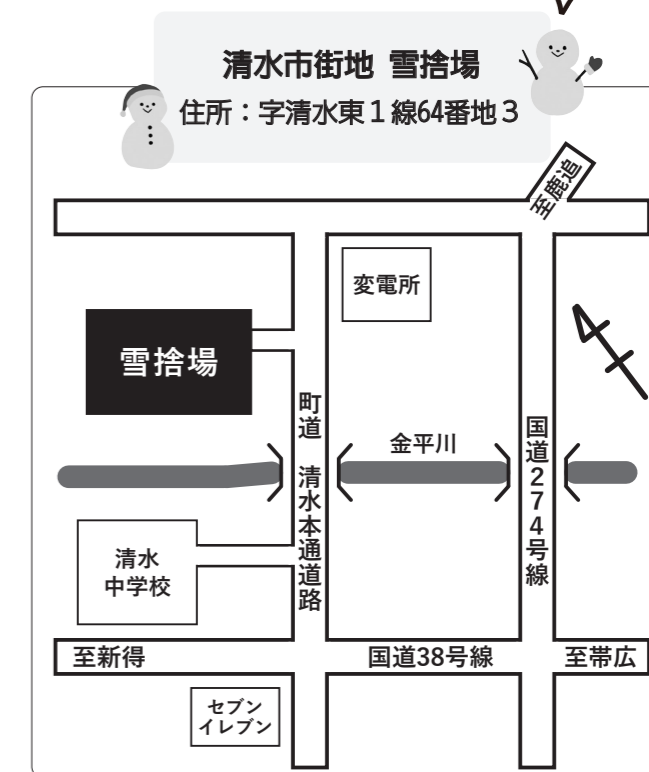 清水市街地 雪捨場
住所：字清水東１線64番地３
至鹿追
変電所
雪捨場
町道 清水本通道路
金平川
国道274号線
清水
中学校
至新得
国道38号線
至帯広
セブン
イレブン